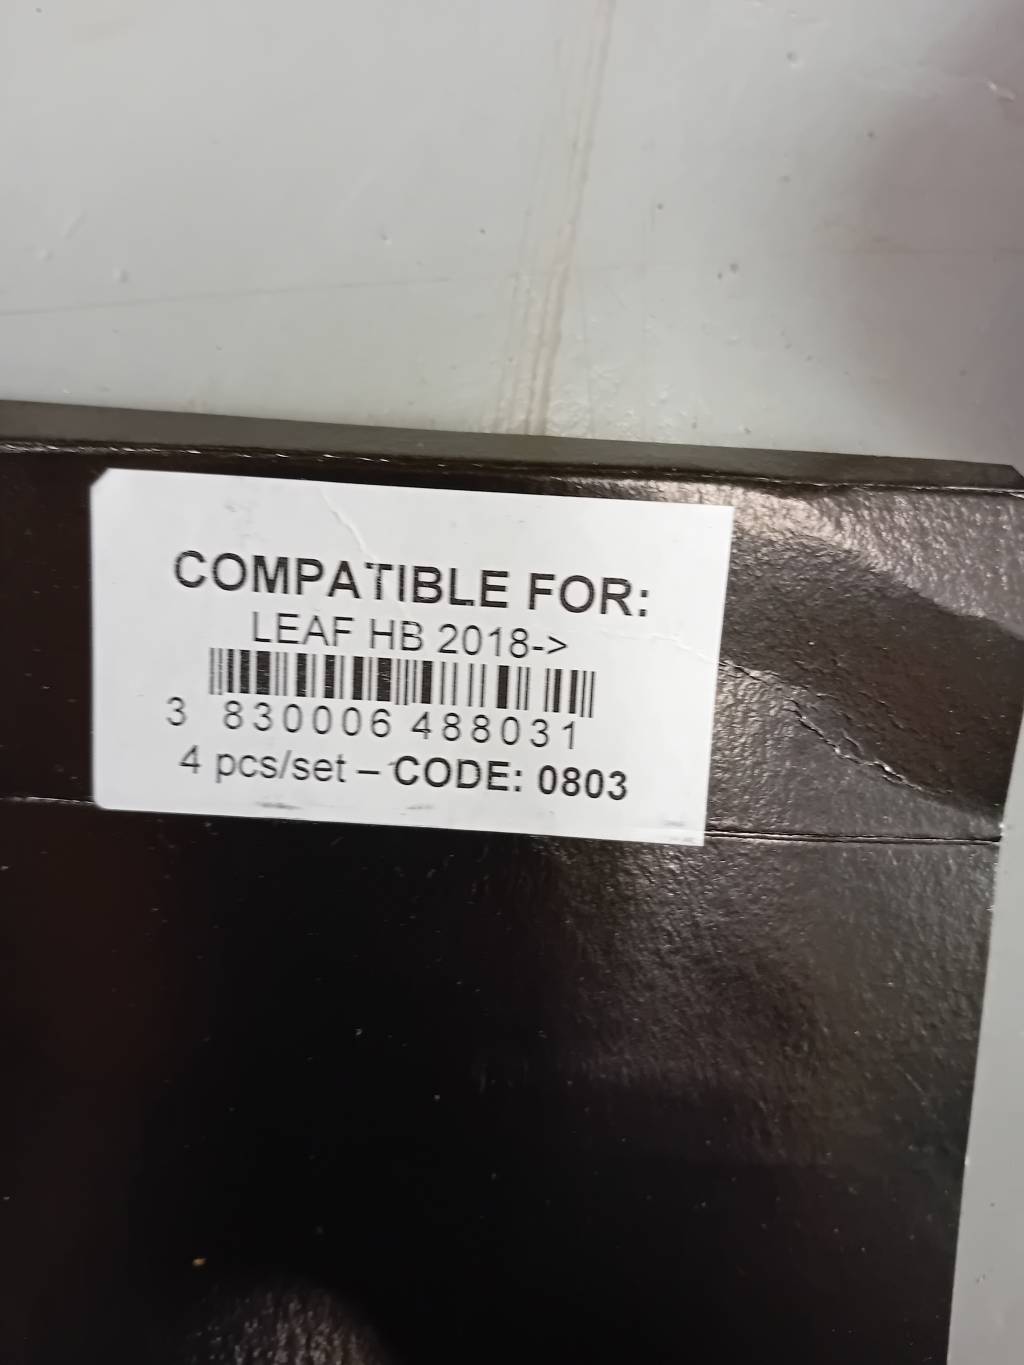 COMPATIBLE FOR:
LEAF HB 2018->
3 830006 488031
4 pcs/set – CODE: 0803